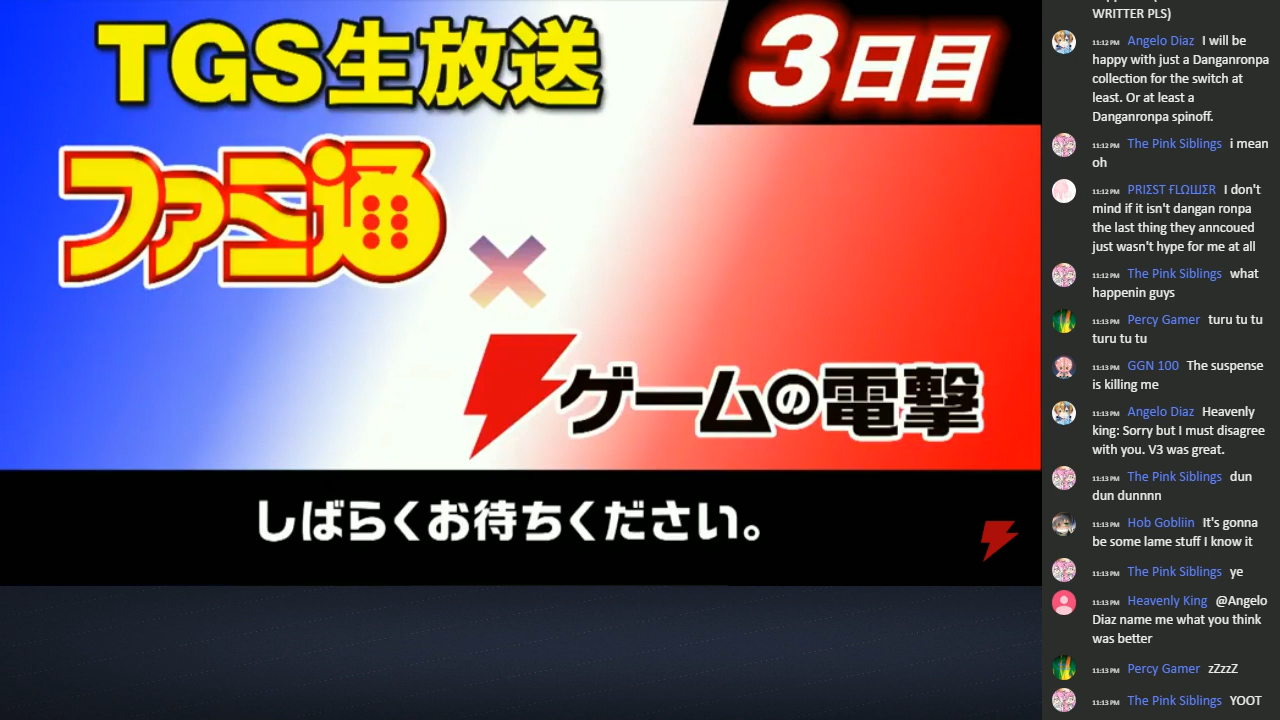 TGS生放送
3日目
ファミ通
×
ゲームの電撃
しばらくお待ちください。
WRITTER PLS)
11:12 PM Angelo Diaz I will be
happy with just a Danganronpa
collection for the switch at
least. Or at least a
Danganronpa spinoff.
11:12 PM The Pink Siblings i mean
oh
11:12 PM PRIΣST FLΩШΣR I don't
mind if it isn't dangan ronpa
the last thing they anncoued
just wasn't hype for me at all
11:12 PM The Pink Siblings what
happenin guys
11:13 PM Percy Gamer turu tu tu
turu tu tu
11:13 PM GGN 100 The suspense
is killing me
11:13 PM Angelo Diaz Heavenly
king: Sorry but I must disagree
with you. V3 was great.
11:13 PM The Pink Siblings dun
dun dunnnn
11:13 PM Hob Gobliin It's gonna
be some lame stuff I know it
11:13 PM The Pink Siblings ye
11:13 PM Heavenly King @Angelo
Diaz name me what you think
was better
11:13 PM Percy Gamer zZzzZ
11:13 PM The Pink Siblings YOOT